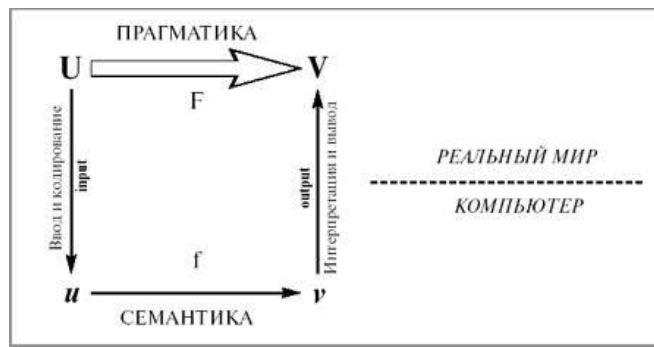 ПРАГМАТИКА
U V
F
Ввод и кодирование
input
output
Интерпретация и вывод
РЕАЛЬНЫЙ МИР
КОМПЬЮТЕР
f
u v
СЕМАНТИКА